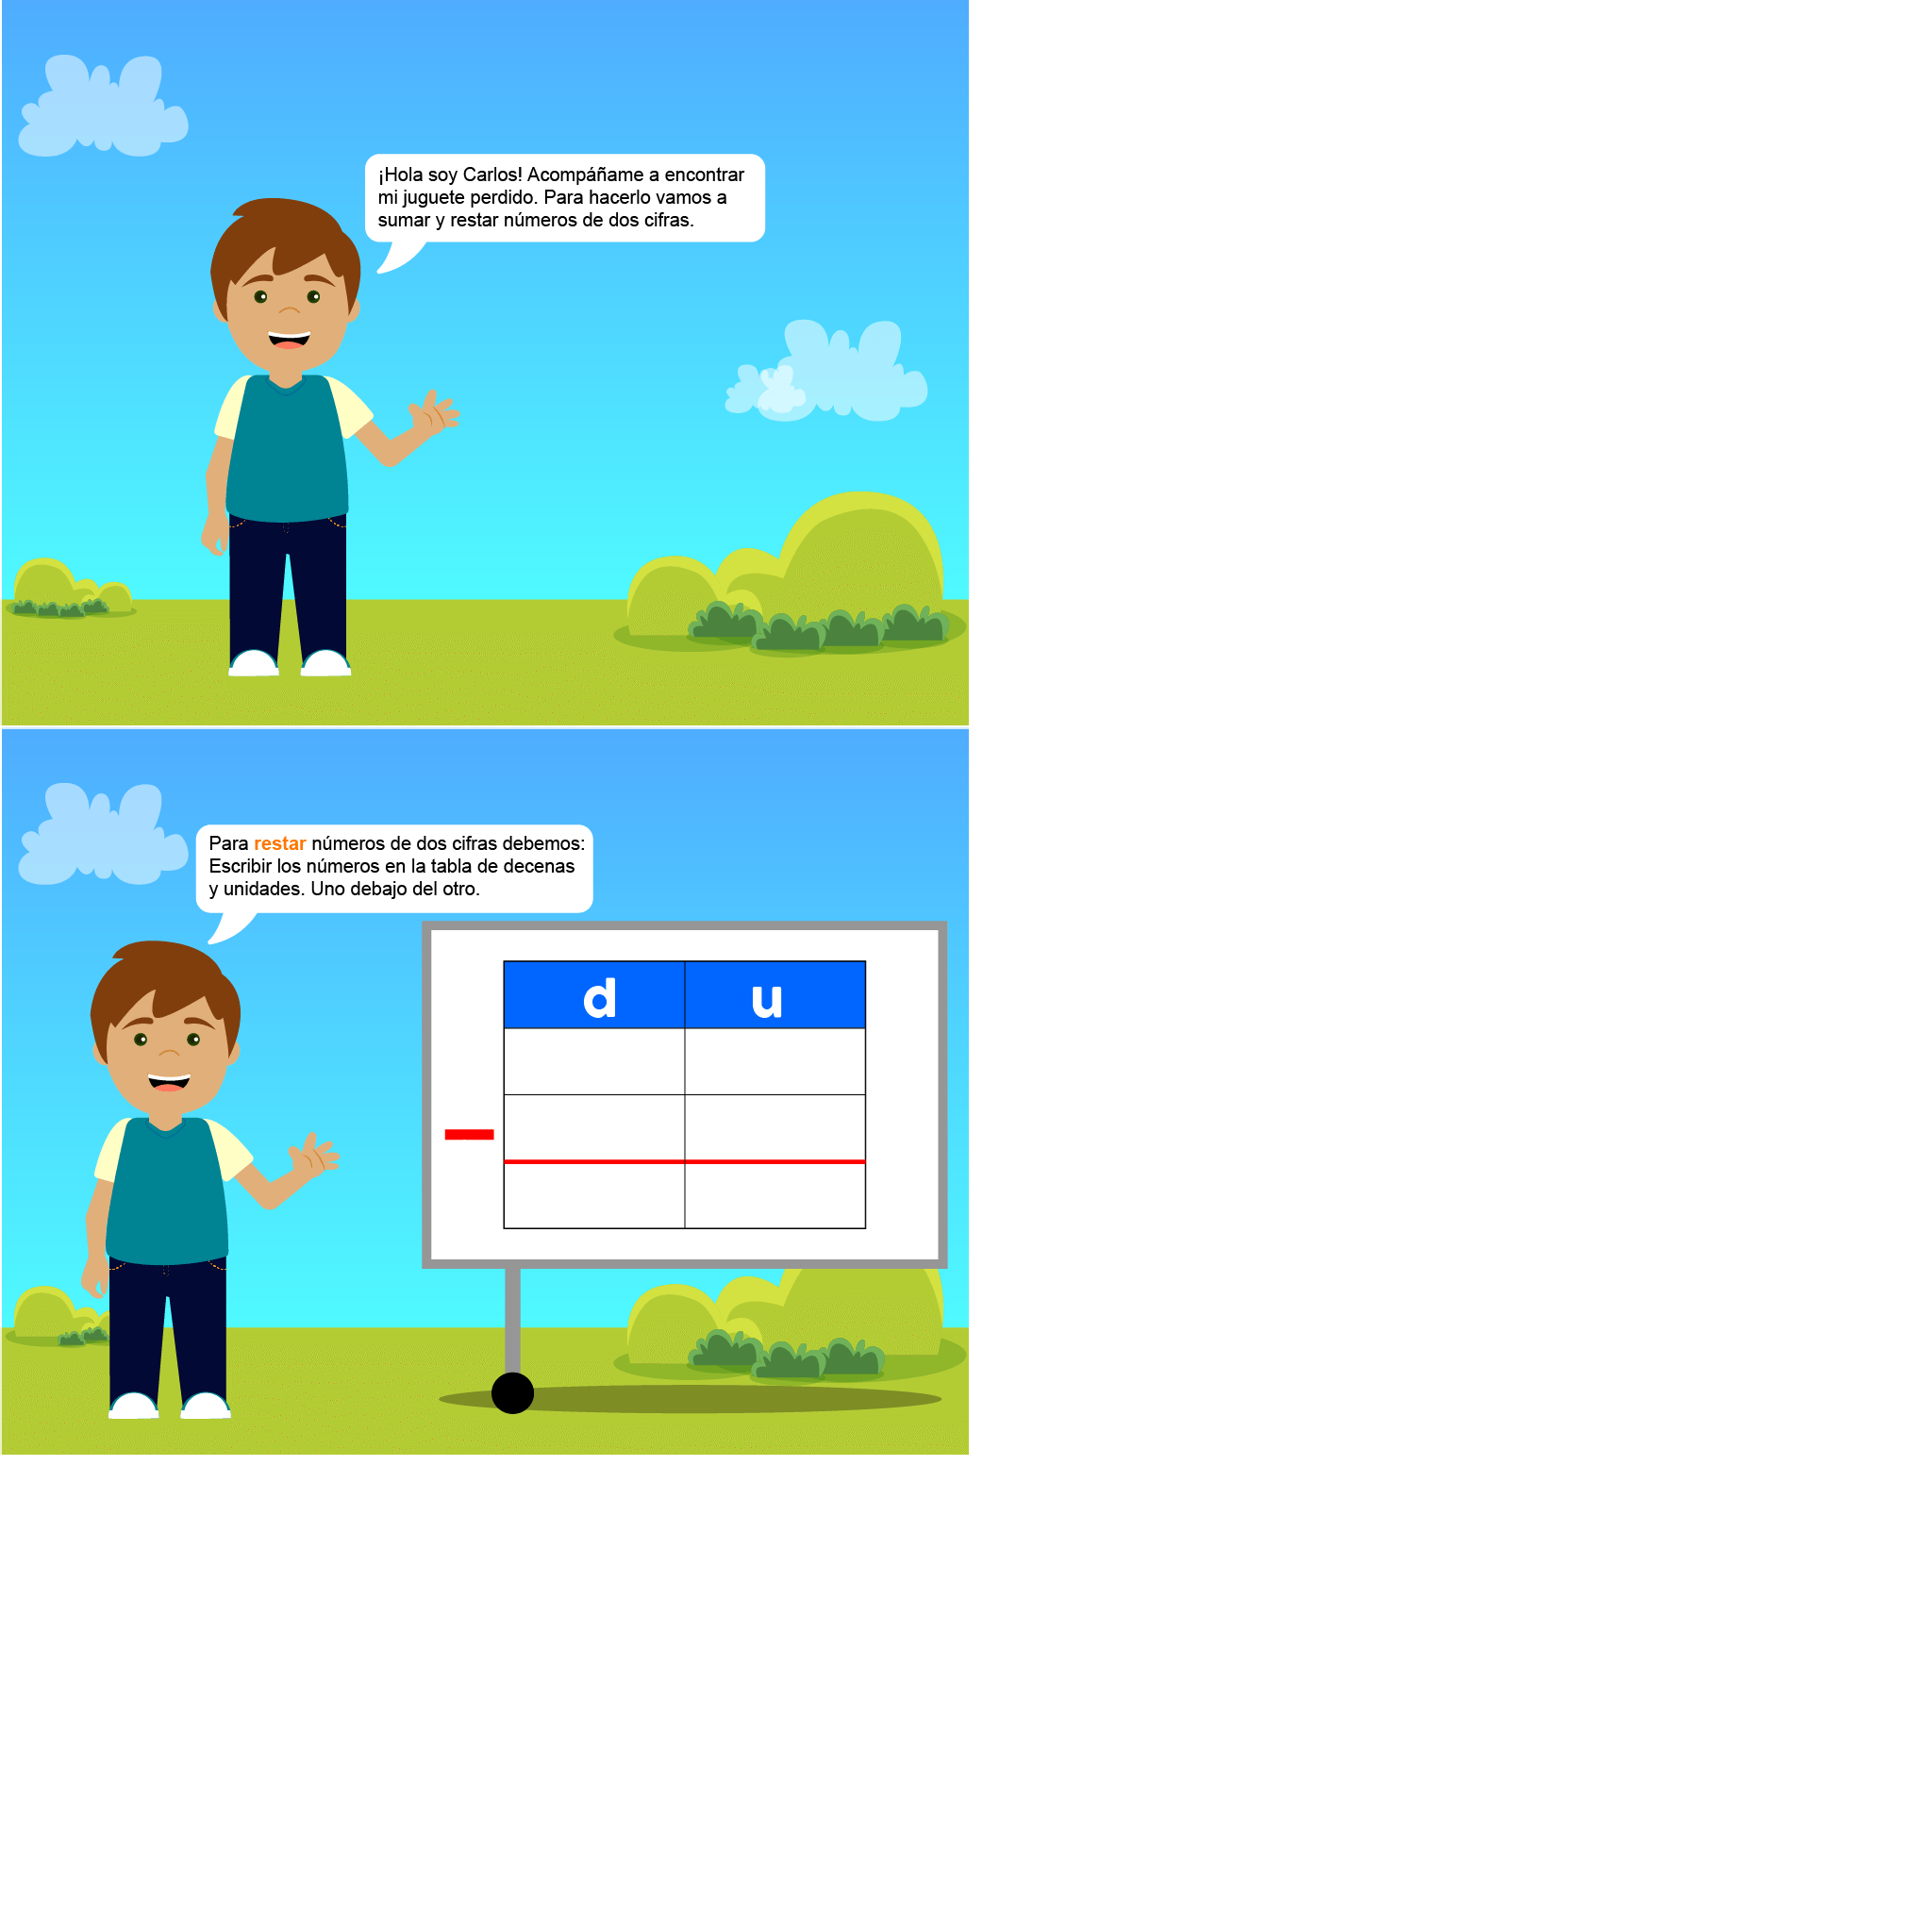 ¡Hola soy Carlos! Acompáñame a encontrar
mi juguete perdido. Para hacerlo vamos a
sumar y restar números de dos cifras.
Para restar números de dos cifras debemos:
Escribir los números en la tabla de decenas
y unidades. Uno debajo del otro.
d u
—